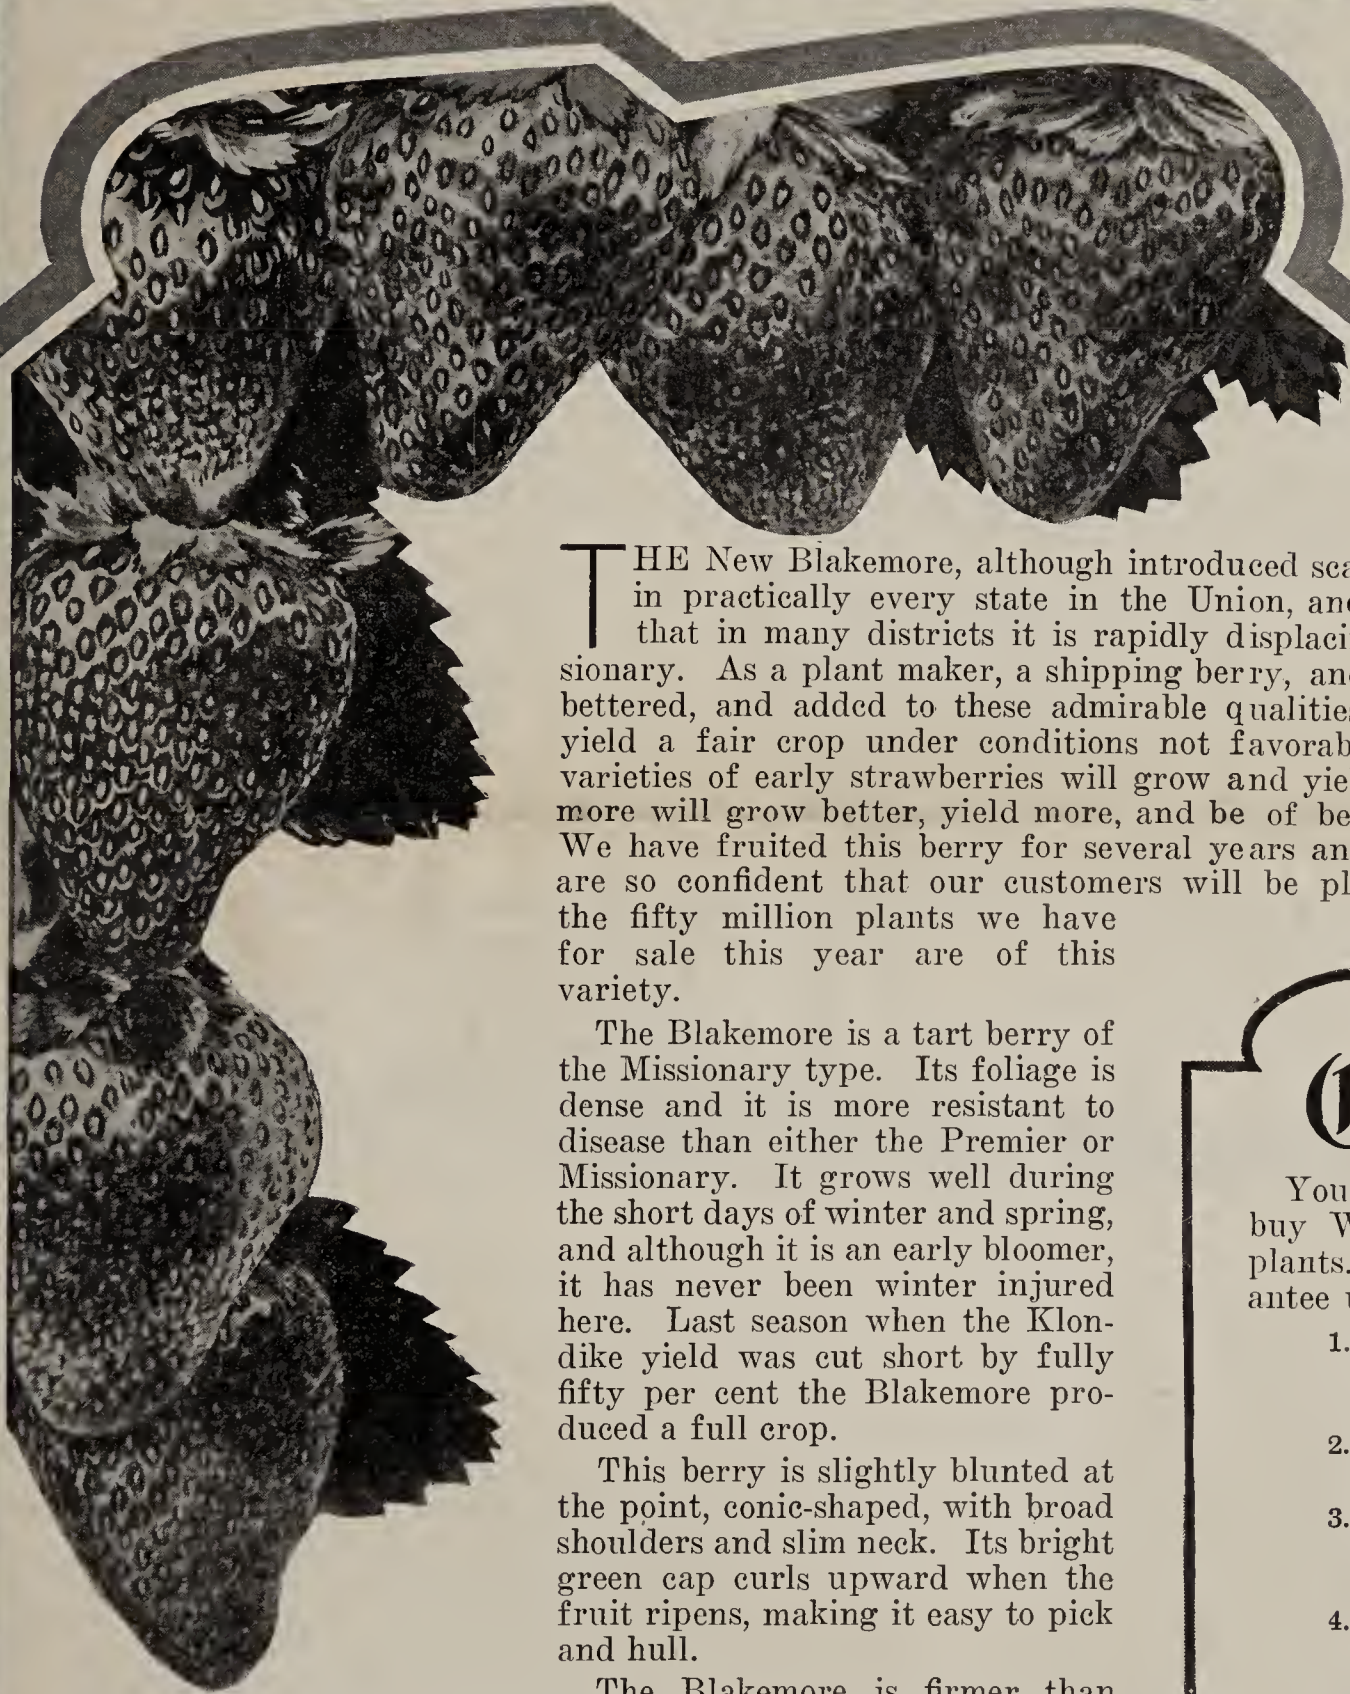 THE New Blakemore, although introduced
in practically every state in the Union,
that in many districts it is rapidly
sionary. As a plant maker, a shipping berry,
bettered, and added to these admirable
yield a fair crop under conditions not
varieties of early strawberries will grow and
more will grow better, yield more, and be of
We have fruited this berry for several years
are so confident that our customers will be
the fifty million plants we have
for sale this year are of this
variety.
The Blakemore is a tart berry of
the Missionary type. Its foliage is
dense and it is more resistant to
disease than either the Premier or
Missionary. It grows well during
the short days of winter and spring,
and although it is an early bloomer,
it has never been winter injured
here. Last season when the Klon-
dike yield was cut short by fully
fifty per cent the Blakemore pro-
duced a full crop.
This berry is slightly blunted at
the point, conic-shaped, with broad
shoulders and slim neck. Its bright
green cap curls upward when the
fruit ripens, making it easy to pick
and hull.
The Blakemore is firmer than
You
buy
plants.
antee
1.
2.
3.
4.